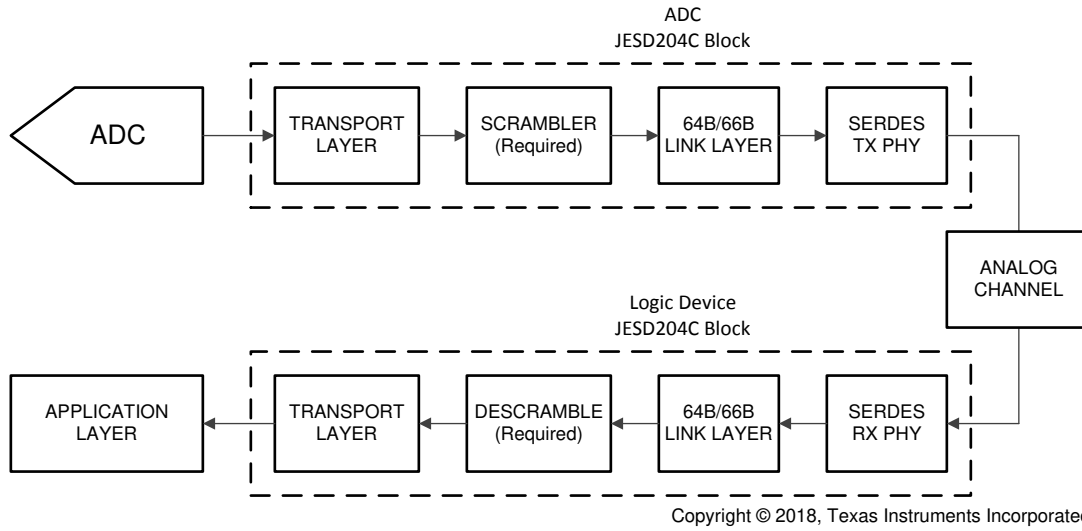 ADC
JESD204C Block
ADC
TRANSPORT
LAYER
SCRAMBLER
(Required)
64B/66B
LINK LAYER
SERDES
TX PHY
ANALOG
CHANNEL
Logic Device
JESD204C Block
APPLICATION
LAYER
TRANSPORT
LAYER
DESCRAMBLE
(Required)
64B/66B
LINK LAYER
SERDES
RX PHY
Copyright © 2018, Texas Instruments Incorporated